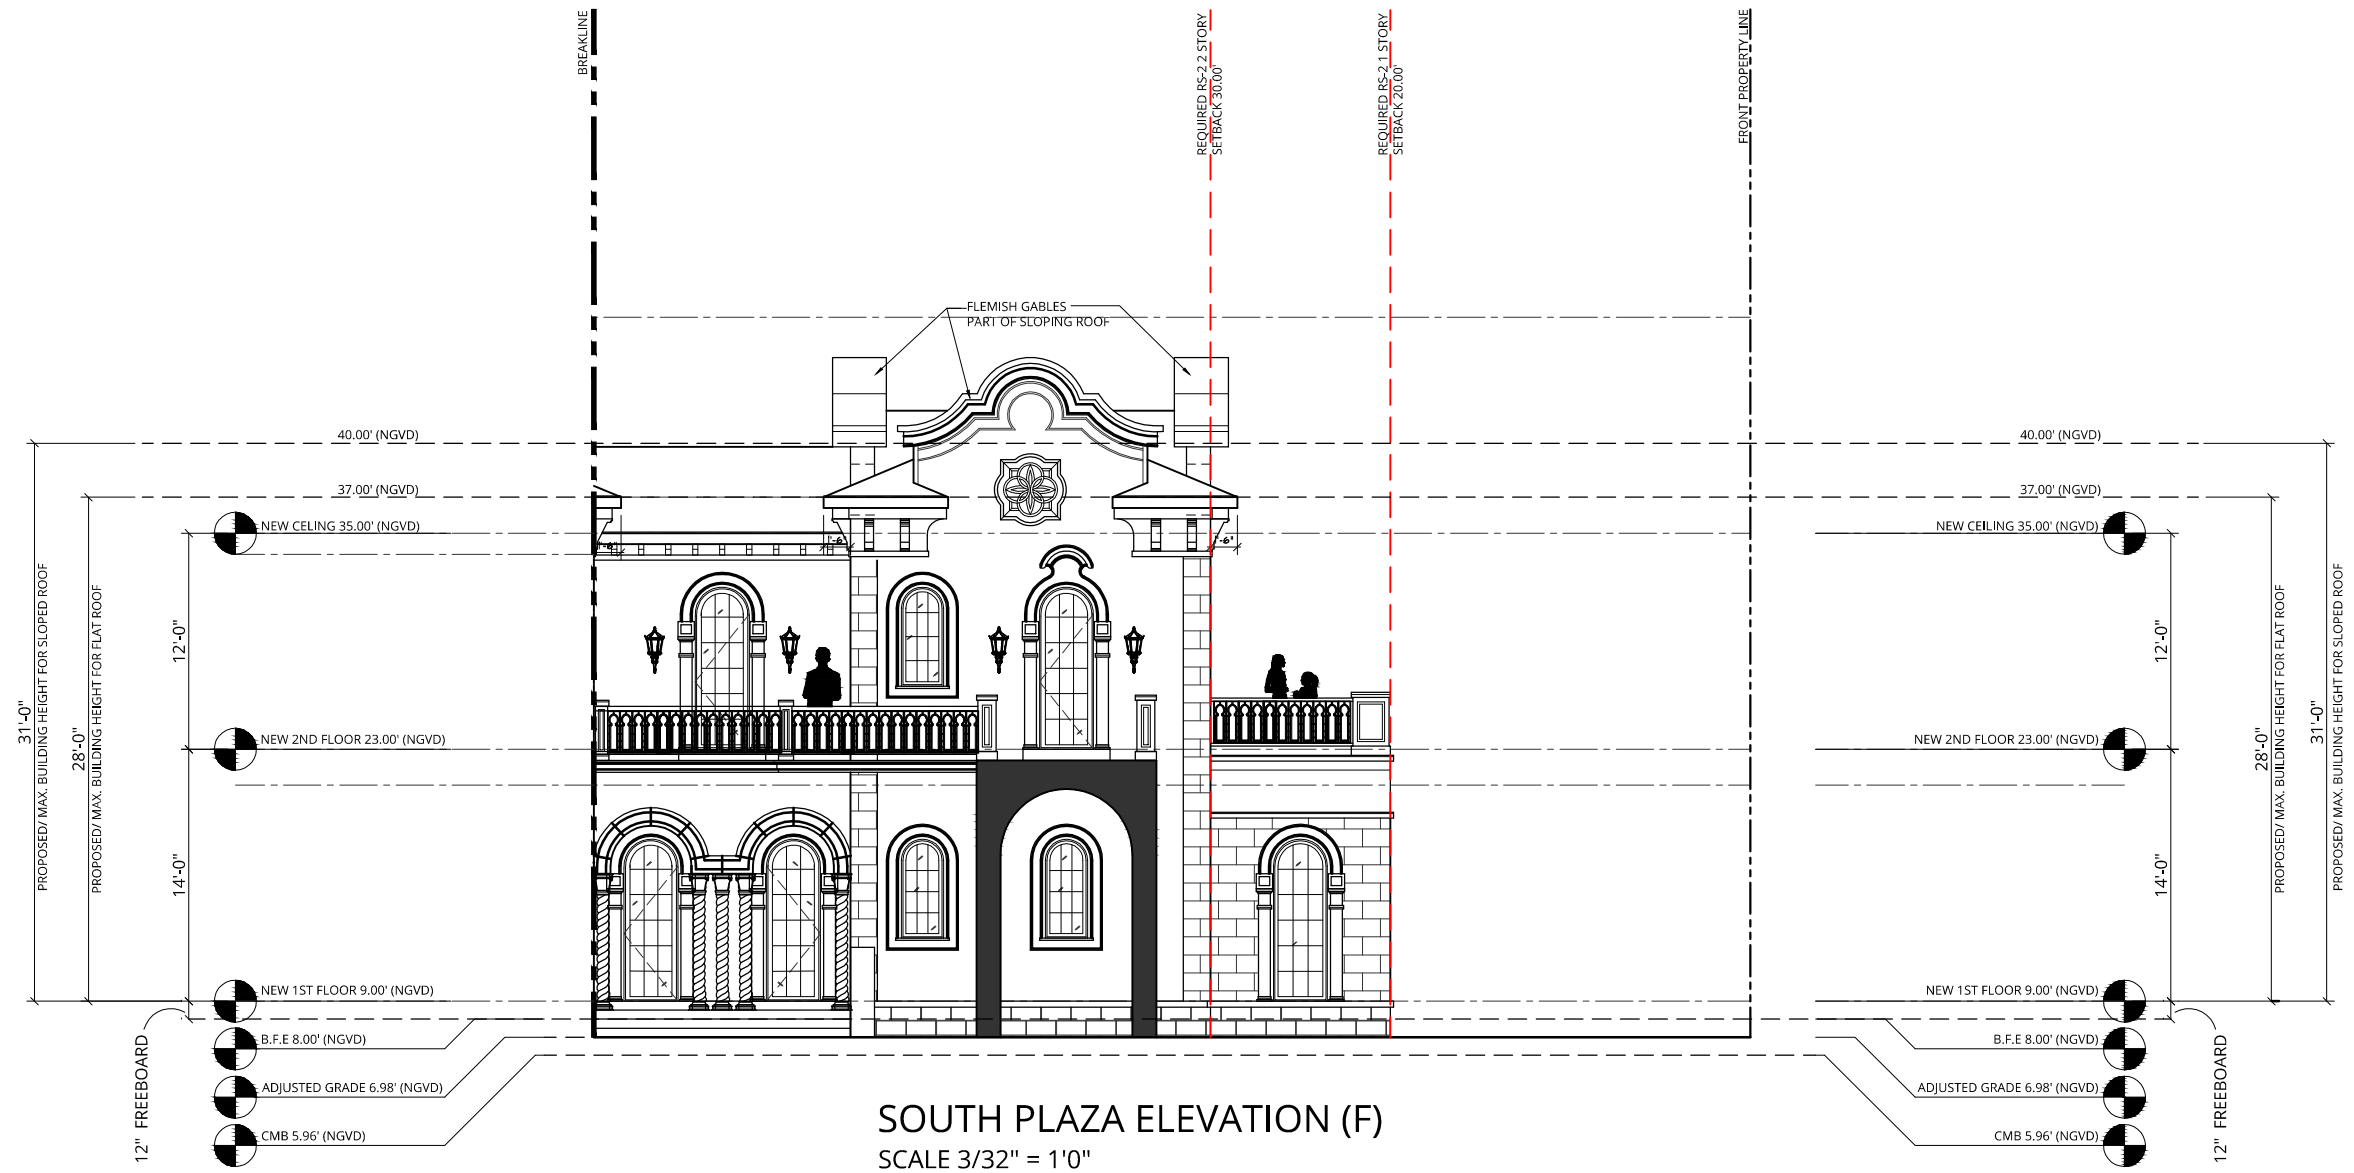 BREAKLINE
REQUIRED RS-2 2 STORY
SETBACK 30.00'
REQUIRED RS-2 1 STORY
SETBACK 20.00'
FRONT PROPERTY LINE
FLEMISH GABLES
PART OF SLOPING ROOF
40.00' (NGVD)
40.00' (NGVD)
37.00' (NGVD)
37.00' (NGVD)
NEW CELING 35.00' (NGVD)
NEW CEILING 35.00' (NGVD)
1'-6"
1'-6"
1'-6"
31'-0"
PROPOSED/ MAX. BUILDING HEIGHT FOR SLOPED ROOF
28'-0"
PROPOSED/ MAX. BUILDING HEIGHT FOR FLAT ROOF
12'-0"
12'-0"
28'-0"
PROPOSED/ MAX. BUILDING HEIGHT FOR FLAT ROOF
31'-0"
PROPOSED/ MAX. BUILDING HEIGHT FOR SLOPED ROOF
NEW 2ND FLOOR 23.00' (NGVD)
NEW 2ND FLOOR 23.00' (NGVD)
14'-0"
14'-0"
NEW 1ST FLOOR 9.00' (NGVD)
NEW 1ST FLOOR 9.00' (NGVD)
12" FREEBOARD
12" FREEBOARD
B.F.E 8.00' (NGVD)
B.F.E 8.00' (NGVD)
ADJUSTED GRADE 6.98' (NGVD)
ADJUSTED GRADE 6.98' (NGVD)
CMB 5.96' (NGVD)
CMB 5.96' (NGVD)
SOUTH PLAZA ELEVATION (F)
SCALE 3/32" = 1'0"